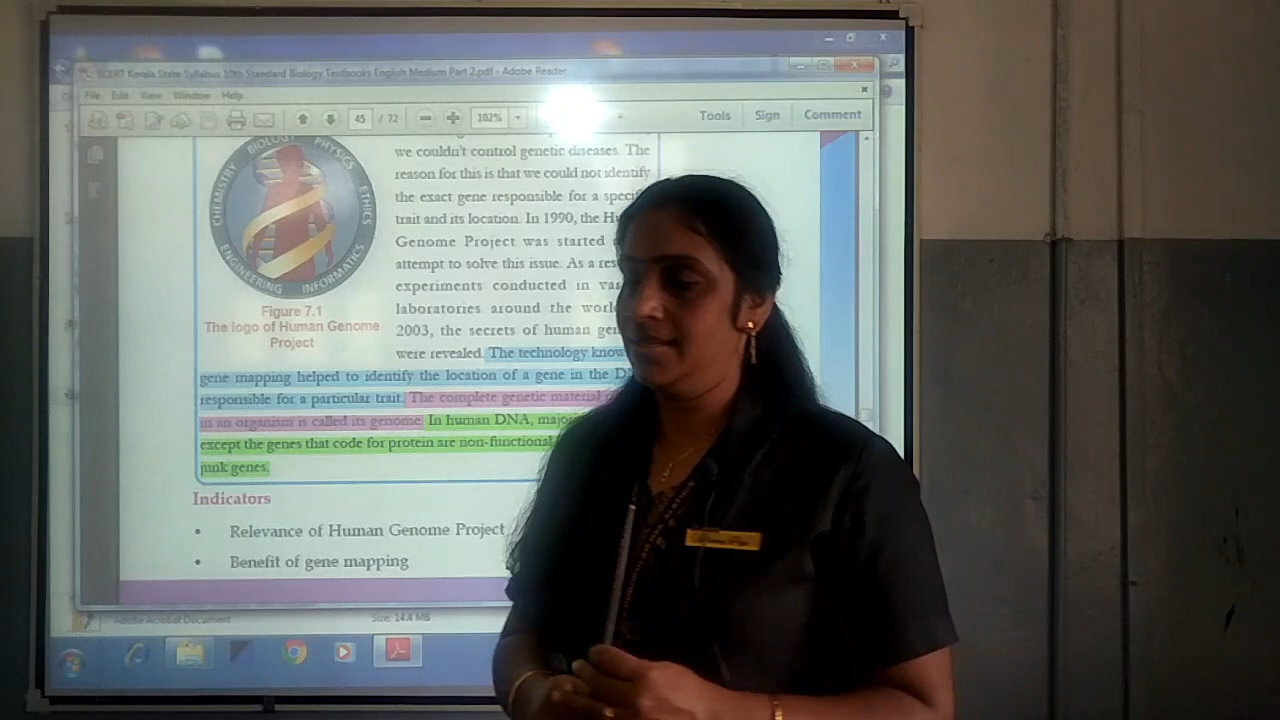 SCERT Kerala State Syllabus 10th Standard Biology Textbooks English Medium Part 2.pdf - Adobe Reader
File Edit View Window Help
45 / 72 102% Tools Sign Comment
CHEMISTRY BIOLOGY PHYSICS ETHICS INFORMATICS ENGINEERING
we couldn't control genetic diseases. The
reason for this is that we could not identify
the exact gene responsible for a
trait and its location. In 1990, the
Genome Project was started
attempt to solve this issue. As a
experiments conducted in
laboratories around the
2003, the secrets of human
were revealed. The technology
Figure 7.1
The logo of Human Genome
Project
gene mapping helped to identify the location of a gene in the
responsible for a particular trait. The complete genetic material
in an organism is called its genome. In human DNA,
except the genes that code for protein are non-functional
junk genes.
Indicators
• Relevance of Human Genome Project
• Benefit of gene mapping
Adobe Acrobat Document Size: 14.4 MB